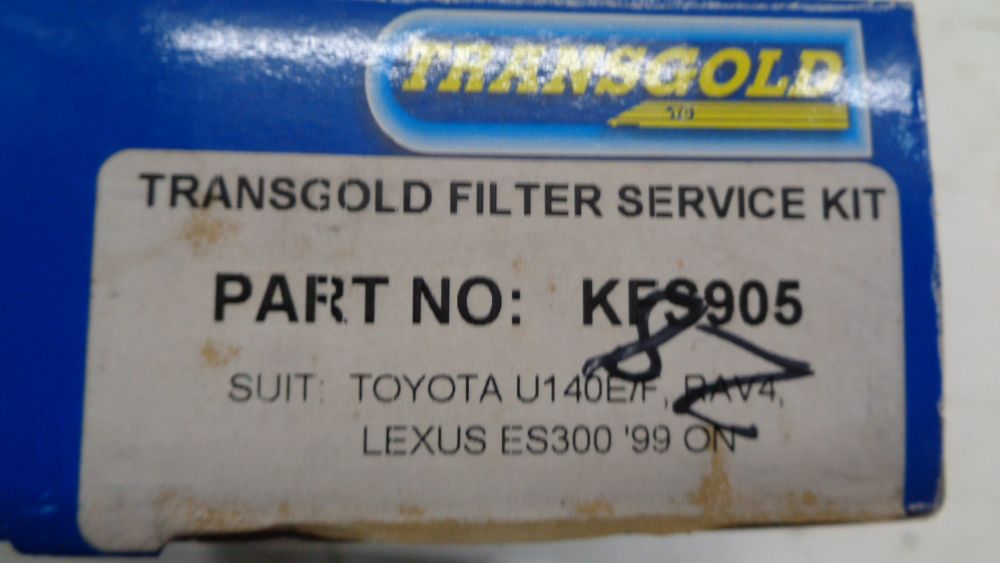 TRANSGOLD
TRANSGOLD FILTER SERVICE KIT
PART NO: KFS905
SUIT: TOYOTA U140E/F, RAV4,
LEXUS ES300 '99 ON